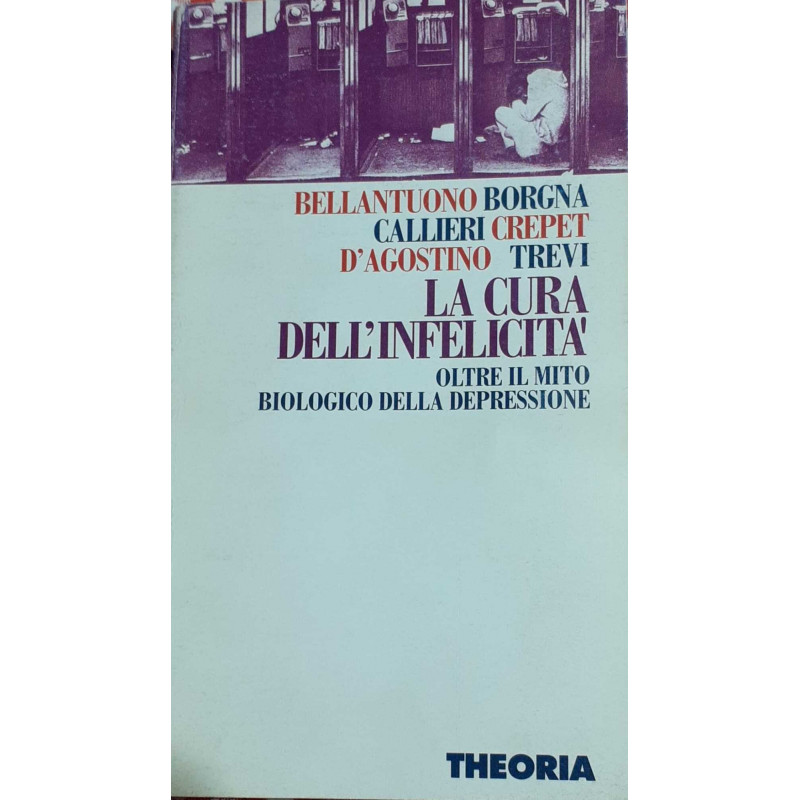 BELLANTUONO BORGNA
CALLIERI CREPET
D'AGOSTINO TREVI
LA CURA
DELL'INFELICITA'
OLTRE IL MITO
BIOLOGICO DELLA DEPRESSIONE
THEORIA